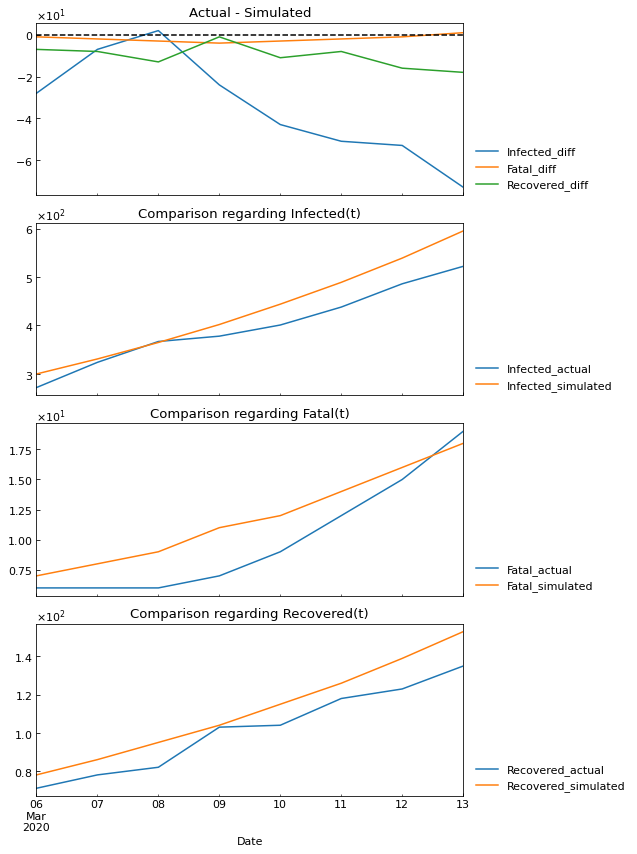 Actual - Simulated
×10¹
0
−2
−4
−6
Infected_diff
Fatal_diff
Recovered_diff
Comparison regarding Infected(t)
×10²
6
5
4
3
Infected_actual
Infected_simulated
Comparison regarding Fatal(t)
×10¹
1.75
1.50
1.25
1.00
0.75
Fatal_actual
Fatal_simulated
Comparison regarding Recovered(t)
×10²
1.4
1.2
1.0
0.8
Recovered_actual
Recovered_simulated
06 07 08 09 10 11 12 13
Mar
2020
Date